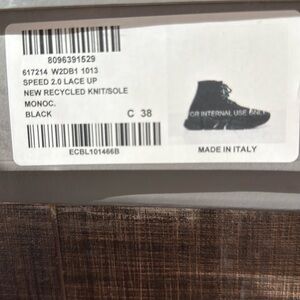 8096391529
617214 W2DB1 1013
SPEED 2.0 LACE UP
NEW RECYCLED KNIT/SOLE
MONOC.
BLACK C 38
OR INTERNAL USE ONLY
ECBL101466B MADE IN ITALY